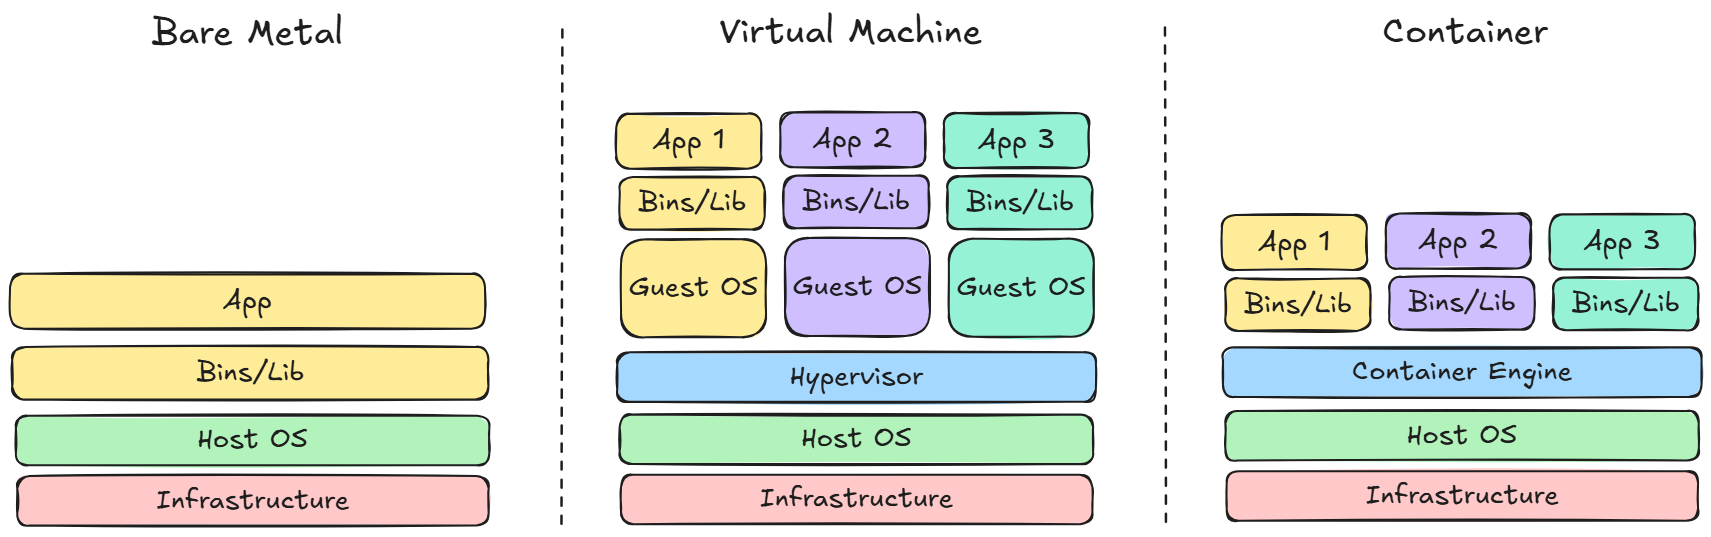 Bare Metal
App
Bins/Lib
Host OS
Infrastructure
Virtual Machine
App 1
App 2
App 3
Bins/Lib
Bins/Lib
Bins/Lib
Guest OS
Guest OS
Guest OS
Hypervisor
Host OS
Infrastructure
Container
App 1
App 2
App 3
Bins/Lib
Bins/Lib
Bins/Lib
Container Engine
Host OS
Infrastructure